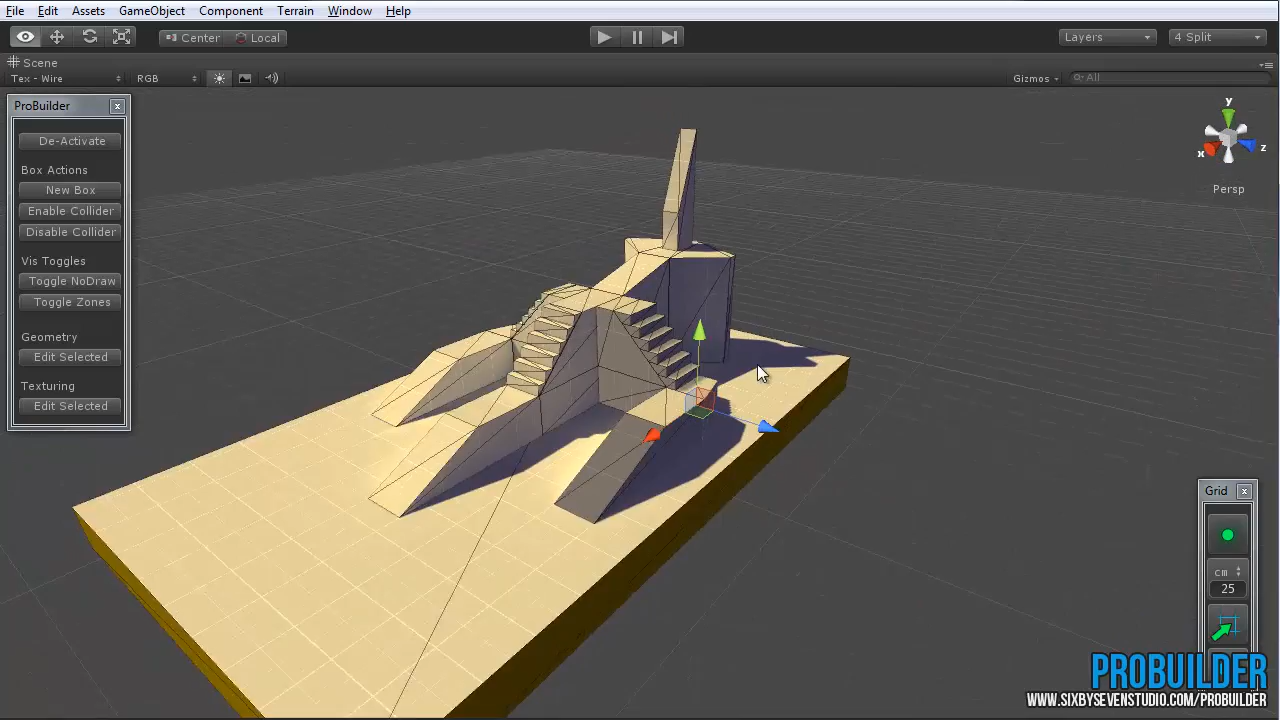 File Edit Assets GameObject Component Terrain Window Help
Center Local Layers 4 Split
Scene
Tex - Wire RGB Gizmos All
ProBuilder x
De-Activate
Box Actions
New Box
Enable Collider
Disable Collider
Vis Toggles
Toggle NoDraw
Toggle Zones
Geometry
Edit Selected
Texturing
Edit Selected
y
x z
Persp
Grid x
cm
25
PROBUILDER
WWW.SIXBYSEVENSTUDIO.COM/PROBUILDER